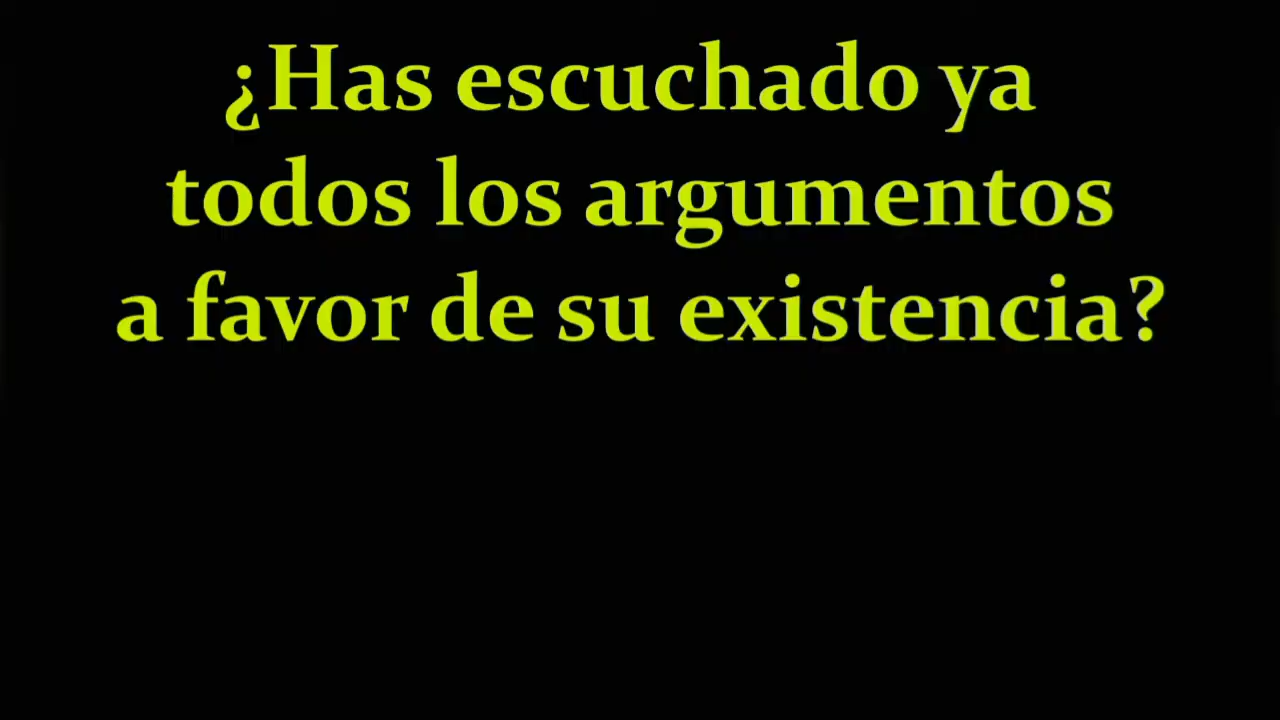 ¿Has escuchado ya
todos los argumentos
a favor de su existencia?